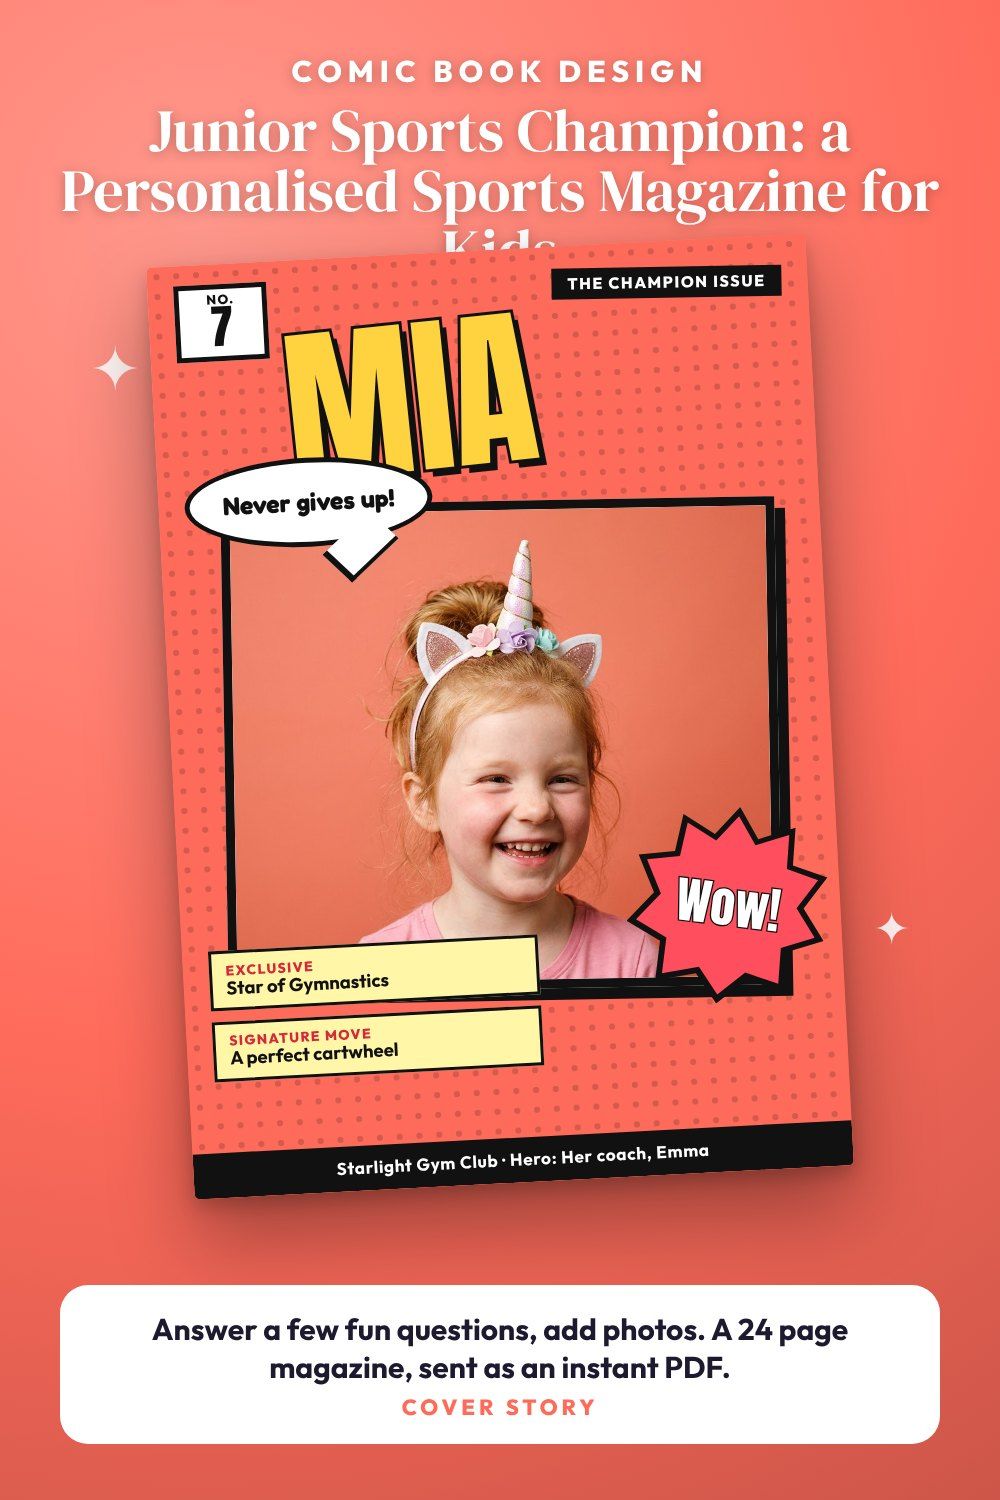 COMIC BOOK DESIGN
Junior Sports Champion: a
Personalised Sports Magazine for
Kids
NO.
7
THE CHAMPION ISSUE
MIA
Never gives up!
Wow!
EXCLUSIVE
Star of Gymnastics
SIGNATURE MOVE
A perfect cartwheel
Starlight Gym Club · Hero: Her coach, Emma
Answer a few fun questions, add photos. A 24 page
magazine, sent as an instant PDF.
COVER STORY